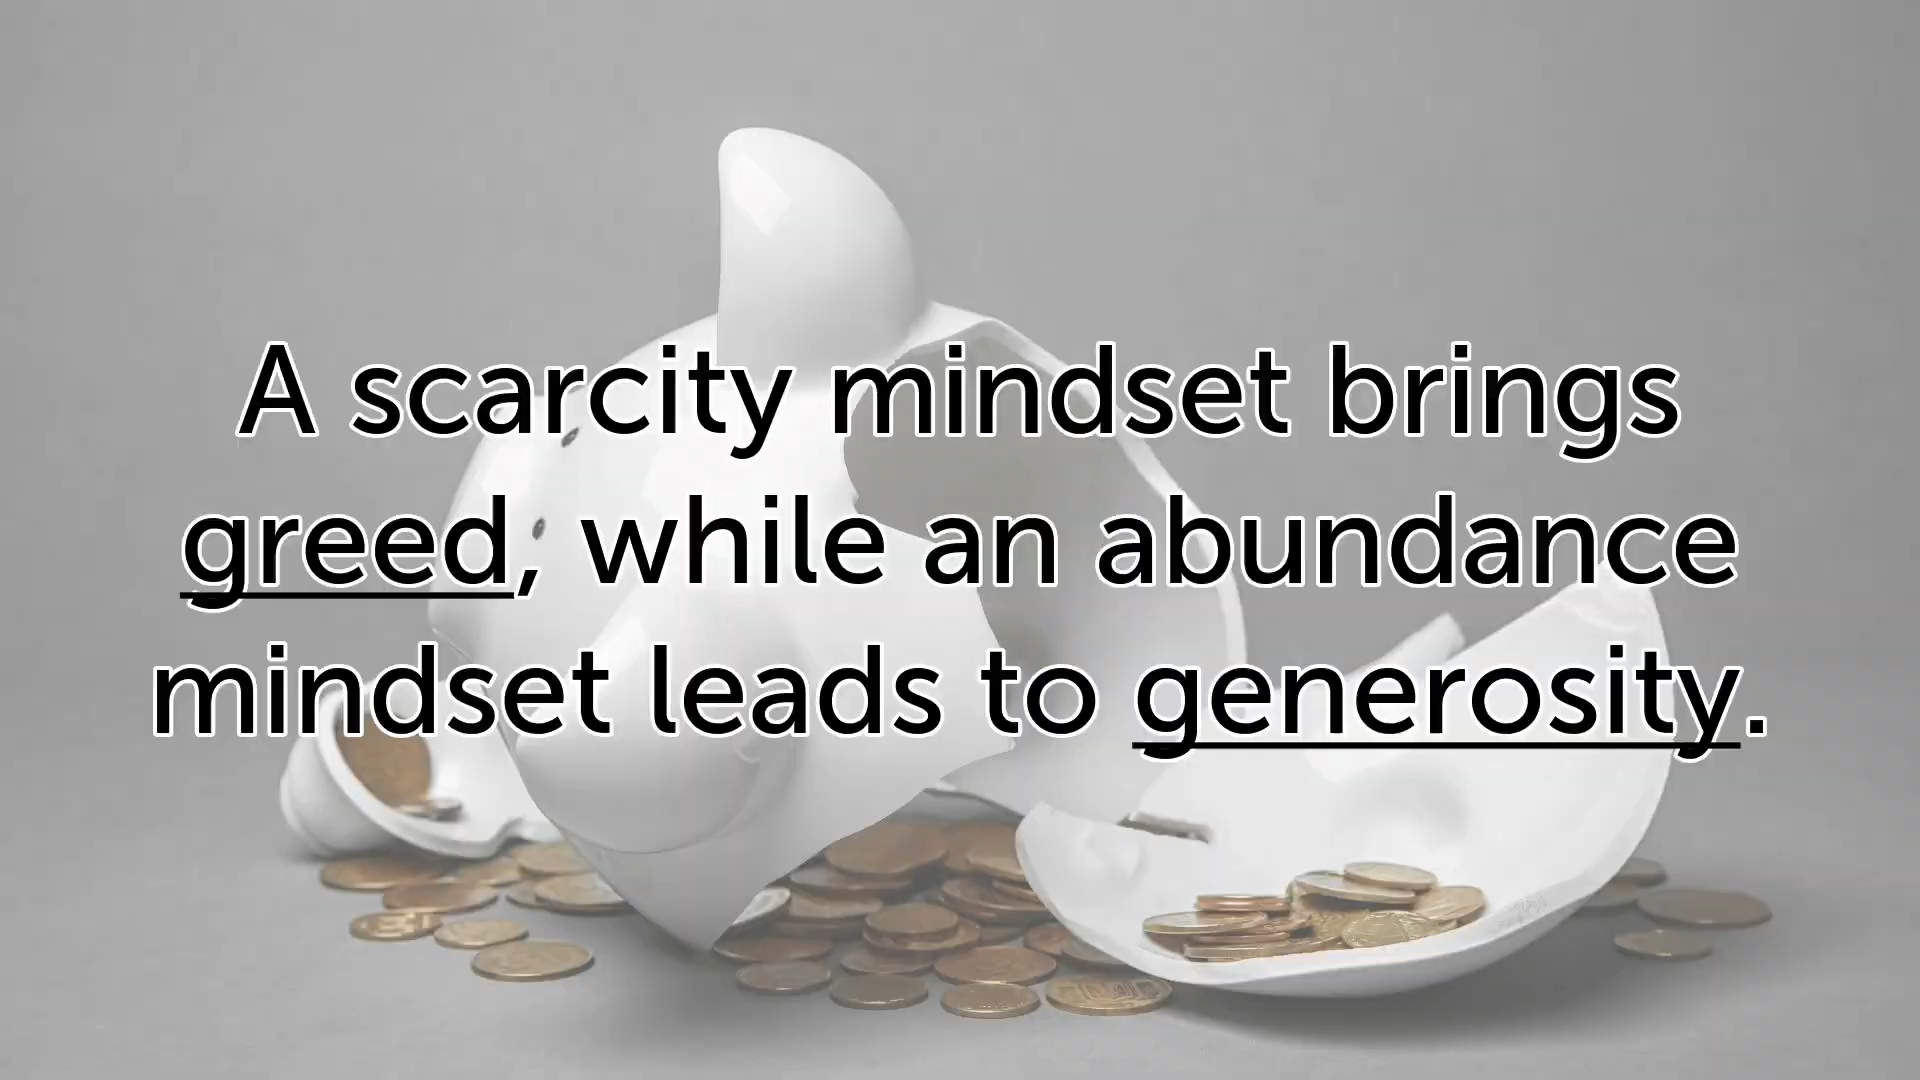 A scarcity mindset brings
greed, while an abundance
mindset leads to generosity.